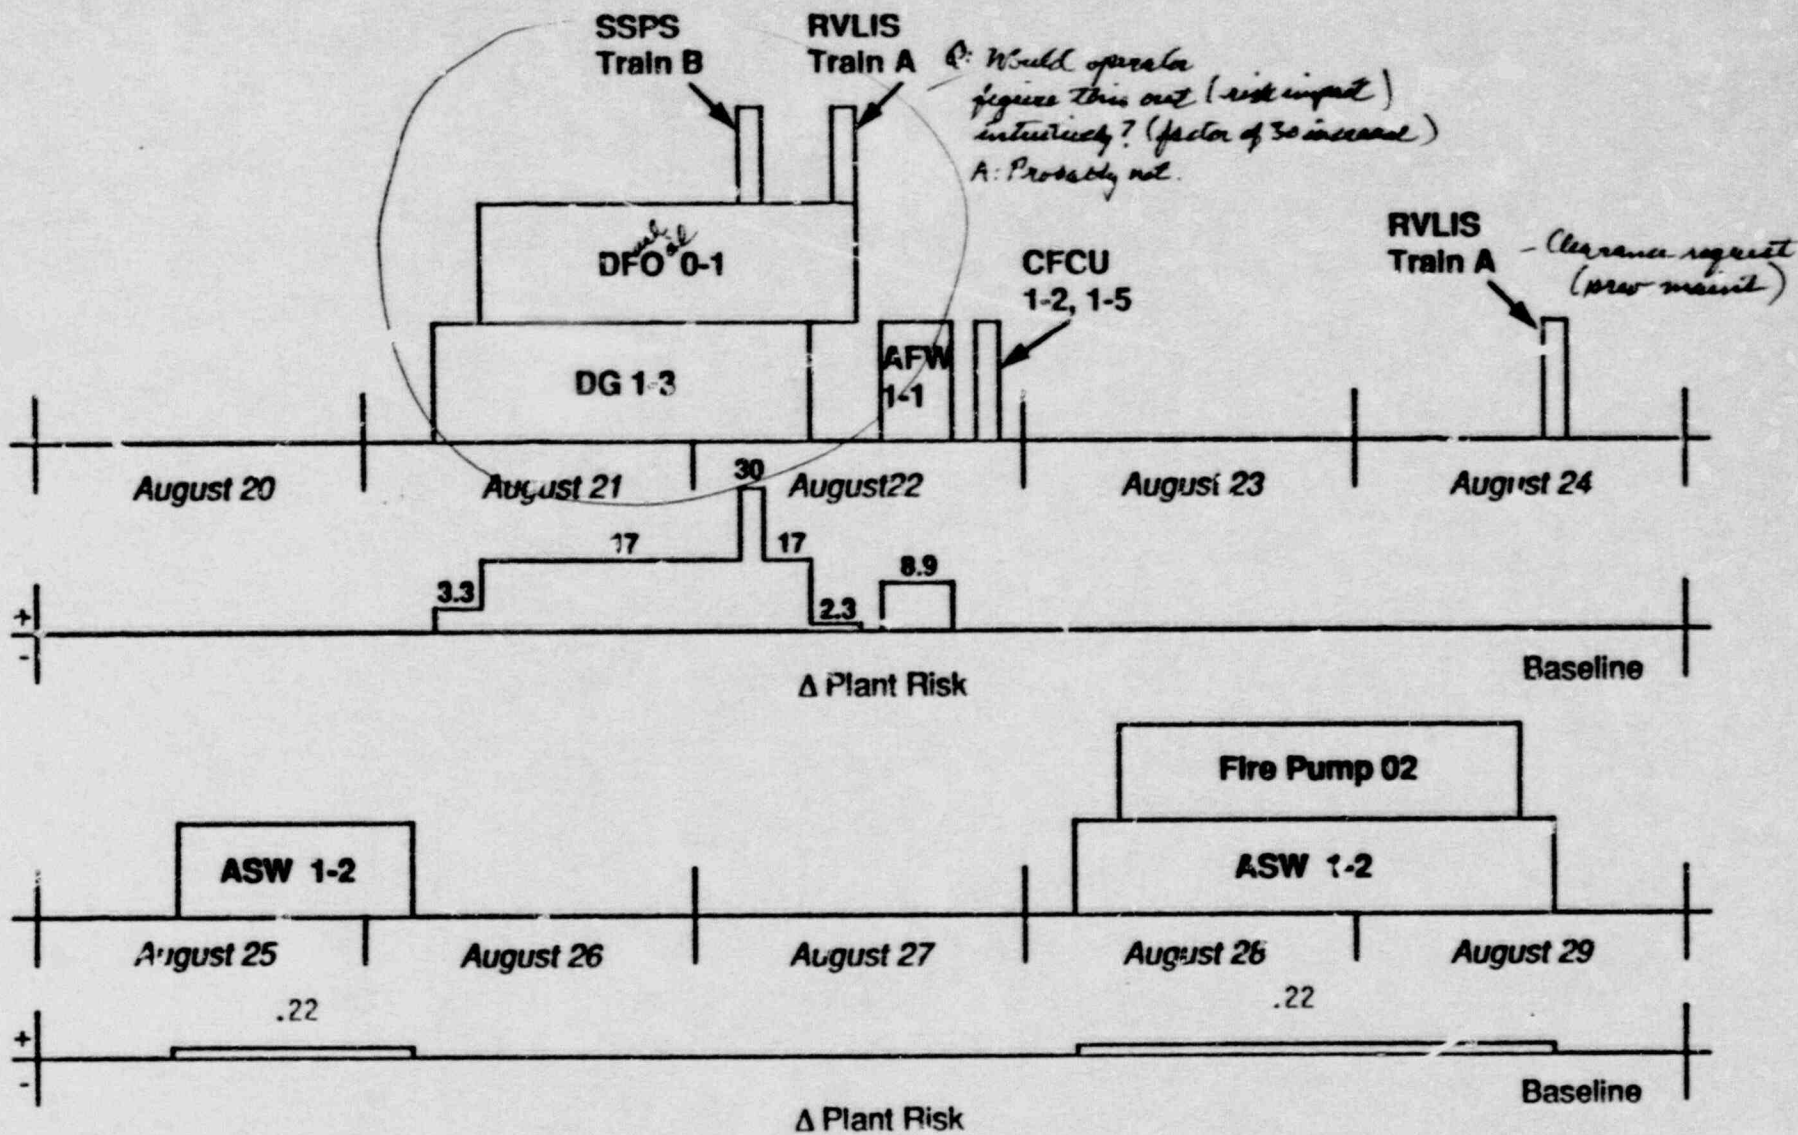 SSPS
Train B
RVLIS
Train A
Q: Would operator
figure this out (risk impact)
intuitively? (factor of 30 increase)
A: Probably not.
DFO 0-1
DG 1-3
AFW
1-1
CFCU
1-2, 1-5
RVLIS
Train A
- Clearance request
(prev maint)
August 20
August 21
August22
August 23
August 24
30
17
17
3.3
2.3
8.9
+
-
Δ Plant Risk
Baseline
Fire Pump 02
ASW 1-2
ASW 1-2
August 25
August 26
August 27
August 28
August 29
.22
.22
+
-
Δ Plant Risk
Baseline